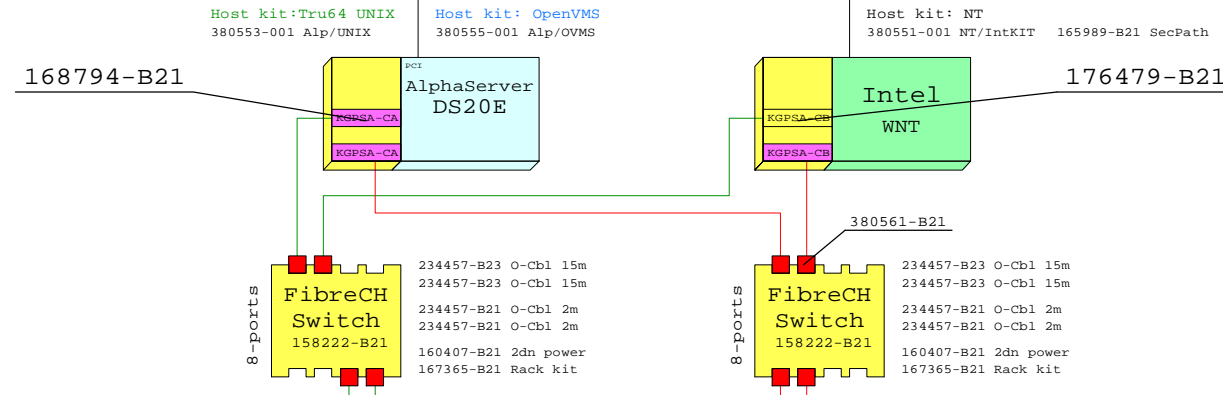 Host kit:Tru64 UNIX
380553-001 Alp/UNIX
Host kit: OpenVMS
380555-001 Alp/OVMS
Host kit: NT
380551-001 NT/IntKIT 165989-B21 SecPath
168794-B21
PCI
AlphaServer
DS20E
KGPSA-CA
KGPSA-CA
Intel
WNT
KGPSA-CB
KGPSA-CB
176479-B21
380561-B21
8-ports
FibreCH
Switch
158222-B21
234457-B23 O-Cbl 15m
234457-B23 O-Cbl 15m
234457-B21 O-Cbl 2m
234457-B21 O-Cbl 2m
160407-B21 2dn power
167365-B21 Rack kit
8-ports
FibreCH
Switch
158222-B21
234457-B23 O-Cbl 15m
234457-B23 O-Cbl 15m
234457-B21 O-Cbl 2m
234457-B21 O-Cbl 2m
160407-B21 2dn power
167365-B21 Rack kit